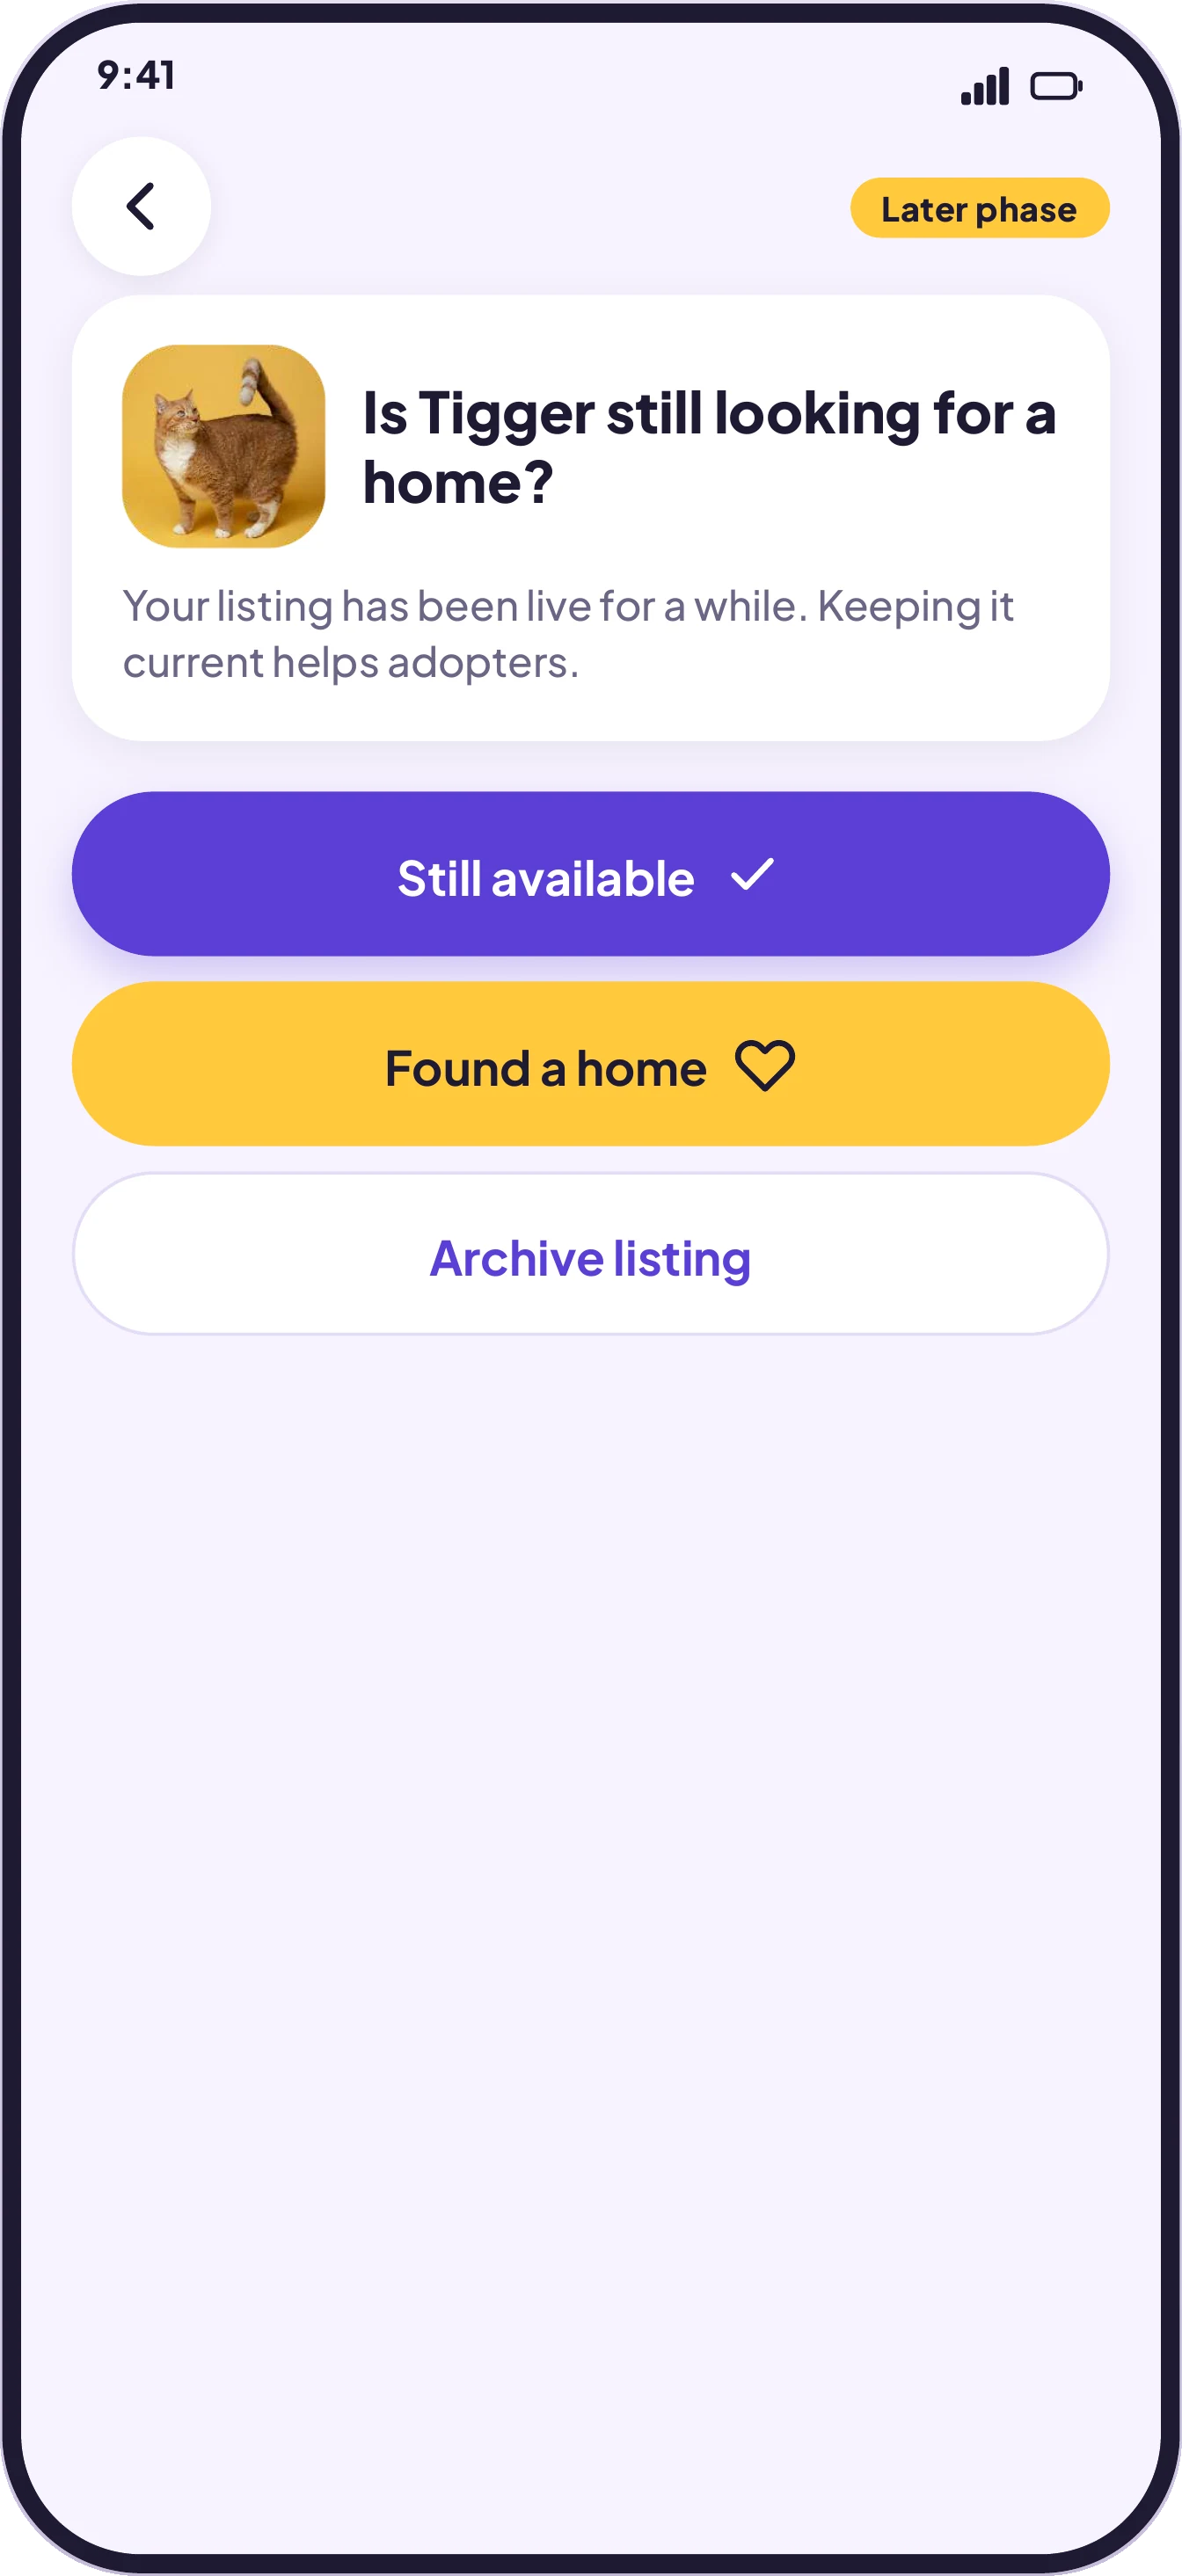 9:41
Later phase
Is Tigger still looking for a
home?
Your listing has been live for a while. Keeping it
current helps adopters.
Still available
Found a home
Archive listing